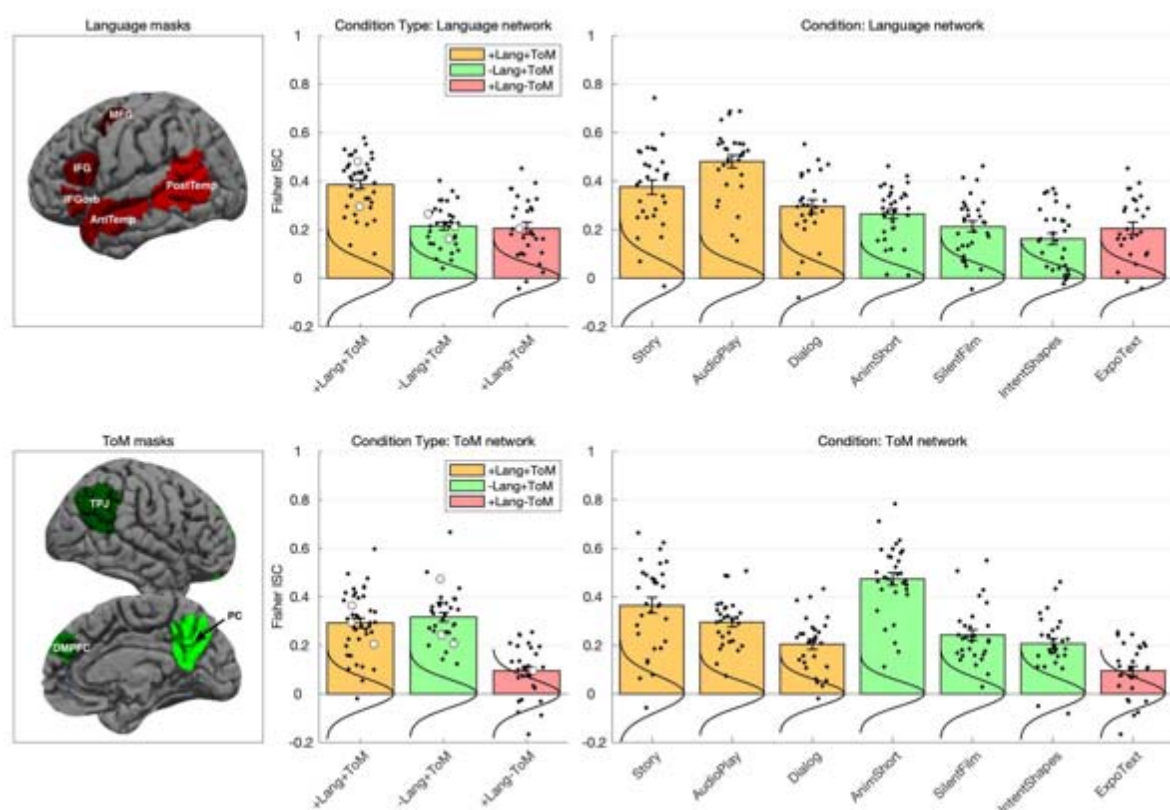 Language masks
MFG
IFG
IFGorb
AntTemp
PostTemp
Condition Type: Language network
+Lang+ToM
-Lang+ToM
+Lang-ToM
Fisher ISC
1
0.8
0.6
0.4
0.2
0
-0.2
+Lang+ToM
-Lang+ToM
+Lang-ToM
Condition: Language network
+Lang+ToM
-Lang+ToM
+Lang-ToM
1
0.8
0.6
0.4
0.2
0
-0.2
Story
AudioPlay
Dialog
AnimShort
SilentFilm
IntentShapes
ExpoText
ToM masks
TPJ
PC
DMPFC
Condition Type: ToM network
+Lang+ToM
-Lang+ToM
+Lang-ToM
Fisher ISC
1
0.8
0.6
0.4
0.2
0
-0.2
+Lang+ToM
-Lang+ToM
+Lang-ToM
Condition: ToM network
1
0.8
0.6
0.4
0.2
0
-0.2
Story
AudioPlay
Dialog
AnimShort
SilentFilm
IntentShapes
ExpoText